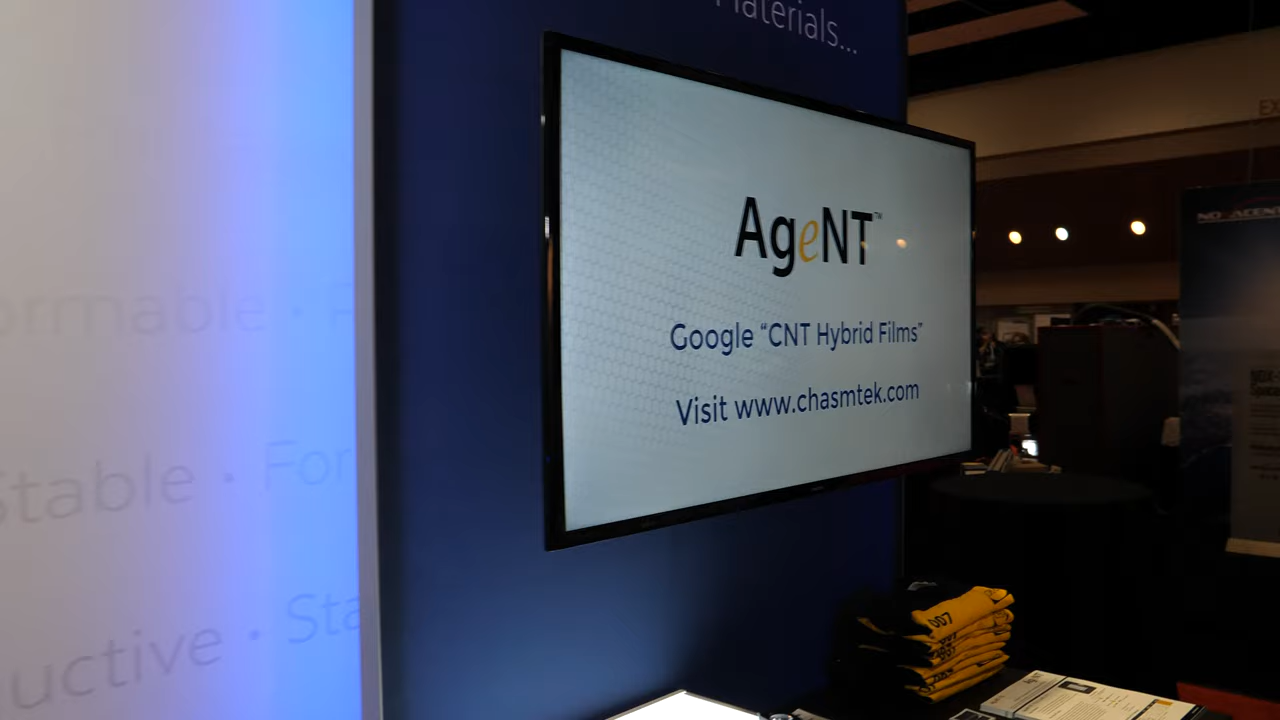 Materials...
AgeNT™
Google “CNT Hybrid Films”
Visit www.chasmtek.com
ormable · F
Stable · For
uctive · Sta
007